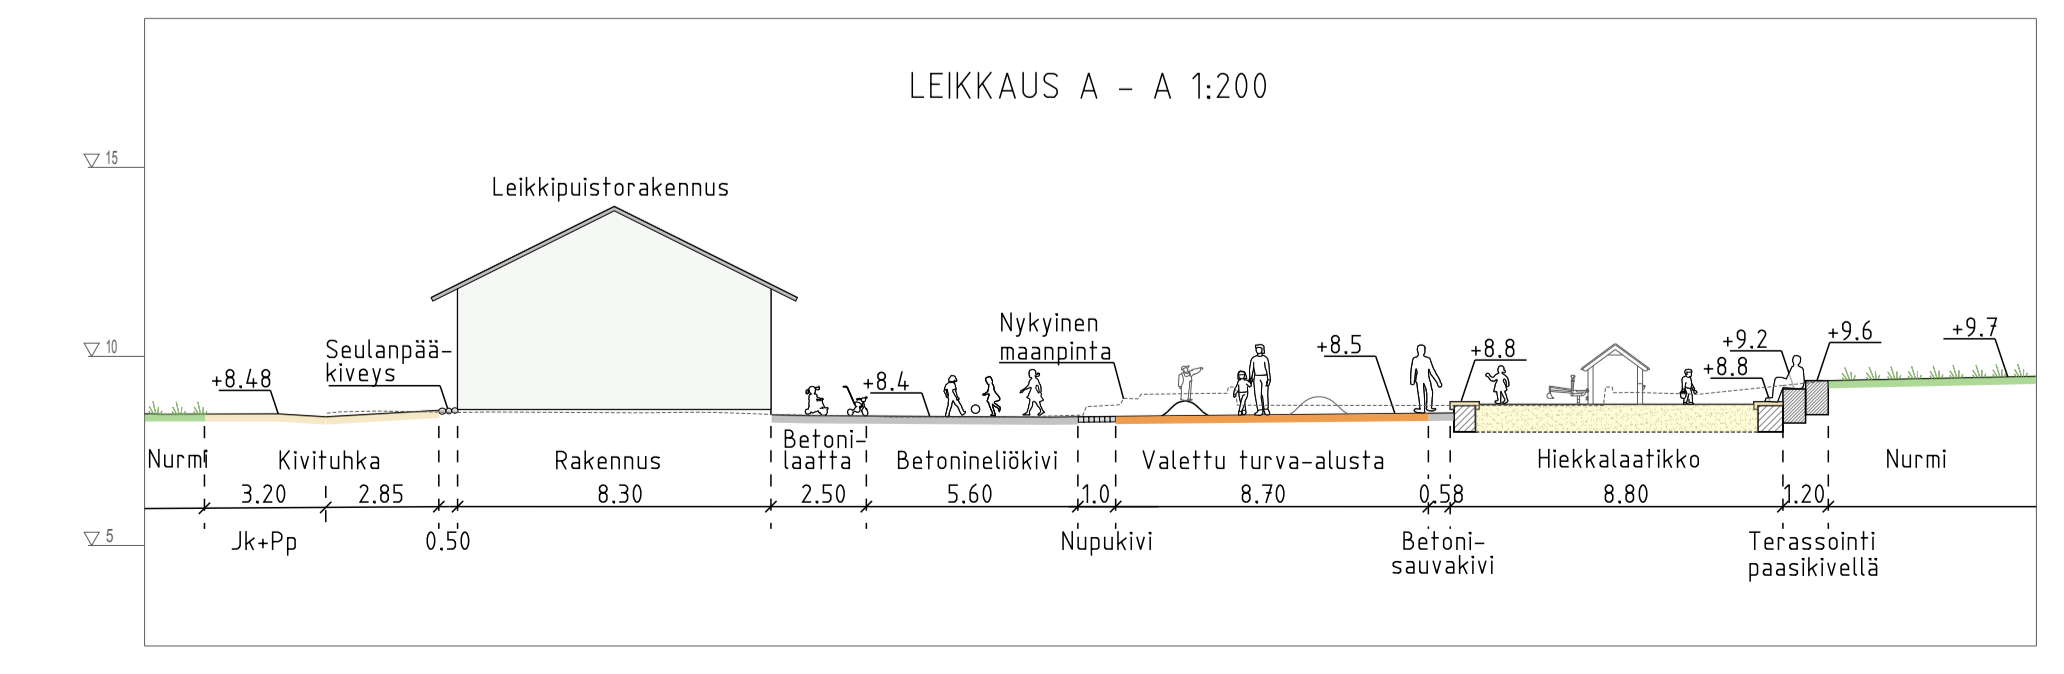 LEIKKAUS A - A 1:200
15
Leikkipuistorakennus
10
Seulanpää-
kiveys
+8.48
+8.4
Nykyinen
maanpinta
+8.5
+8.8
+9.2
+8.8
+9.6
+9.7
Nurmi
Kivituhka
Rakennus
Betoni-
laatta
Betonineliökivi
Valettu turva-alusta
Hiekkalaatikko
Nurmi
3.20
2.85
8.30
2.50
5.60
1.0
8.70
0.58
8.80
1.20
5
Jk+Pp
0.50
Nupukivi
Betoni-
sauvakivi
Terassointi
paasikivellä